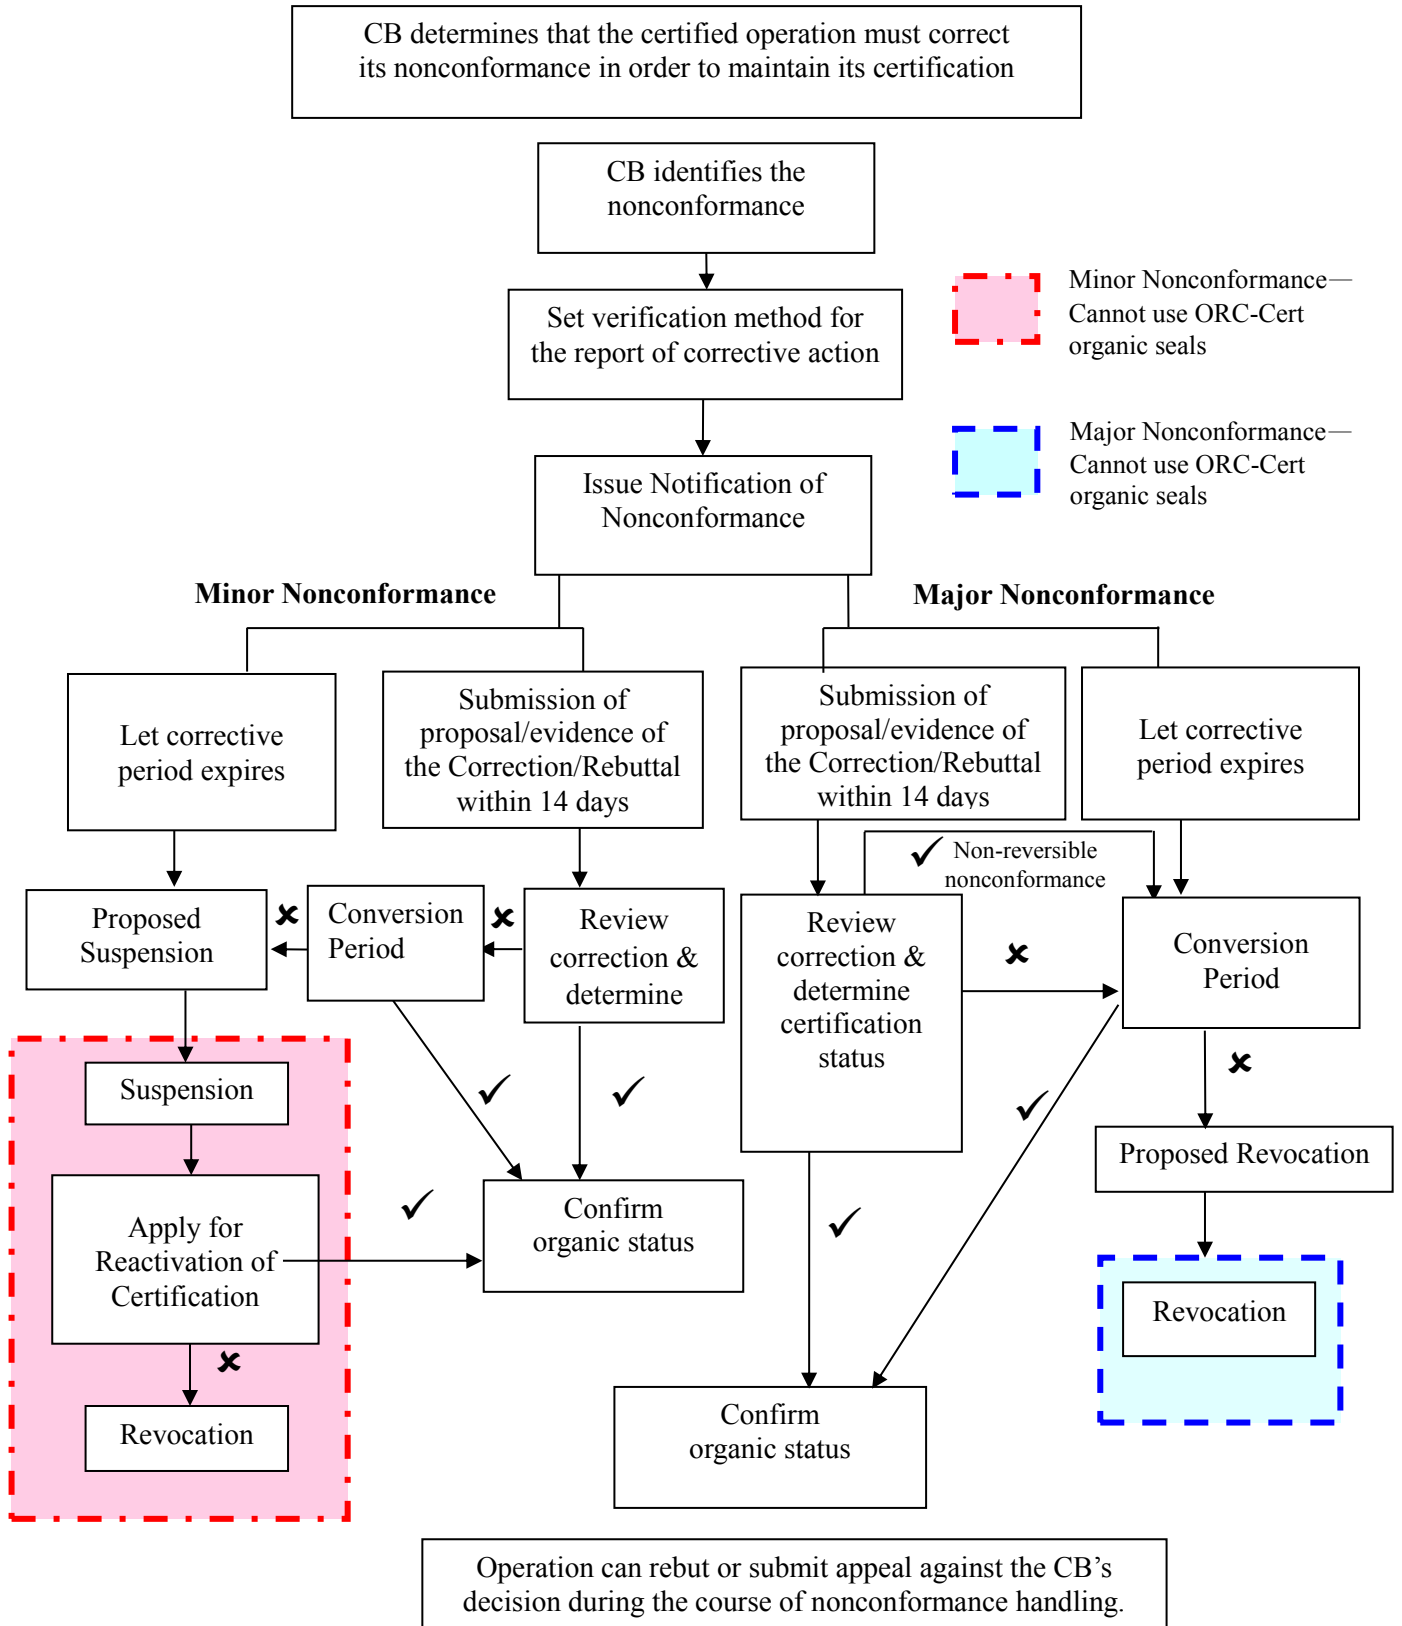 CB determines that the certified operation must correct
its nonconformance in order to maintain its certification
CB identifies the
nonconformance
Set verification method for
the report of corrective action
Minor Nonconformance—
Cannot use ORC-Cert
organic seals
Major Nonconformance—
Cannot use ORC-Cert
organic seals
Issue Notification of
Nonconformance
Minor Nonconformance
Major Nonconformance
Let corrective
period expires
Submission of
proposal/evidence of
the Correction/Rebuttal
within 14 days
Submission of
proposal/evidence of
the Correction/Rebuttal
within 14 days
Let corrective
period expires
✓ Non-reversible
nonconformance
Proposed
Suspension
✘
Conversion
Period
✘
Review
correction &
determine
Review
correction &
determine
certification
status
✘
Conversion
Period
✘
Suspension
✓
✓
✓
Proposed Revocation
Apply for
Reactivation of
Certification
✓
Confirm
organic status
✓
Revocation
✘
Revocation
Confirm
organic status
Operation can rebut or submit appeal against the CB’s
decision during the course of nonconformance handling.